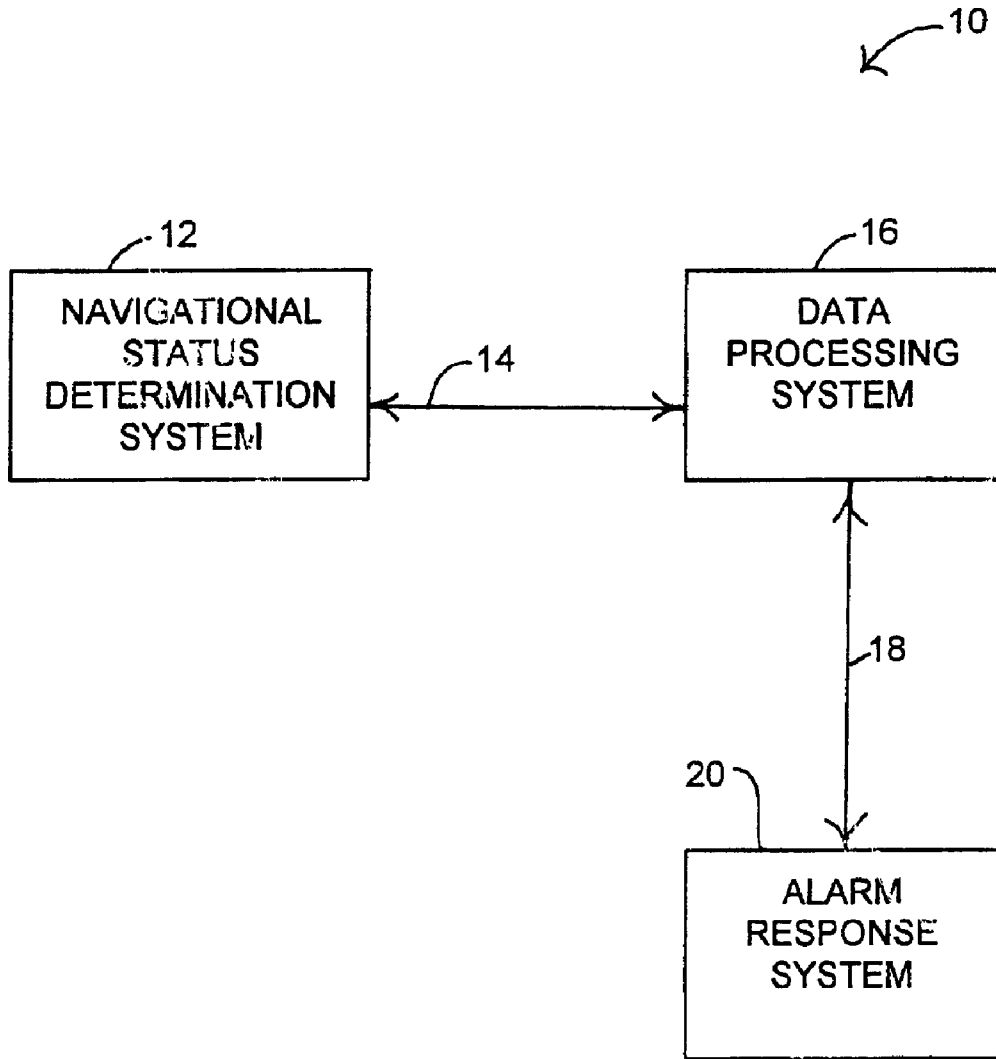 10
12
NAVIGATIONAL
STATUS
DETERMINATION
SYSTEM
14
16
DATA
PROCESSING
SYSTEM
18
20
ALARM
RESPONSE
SYSTEM